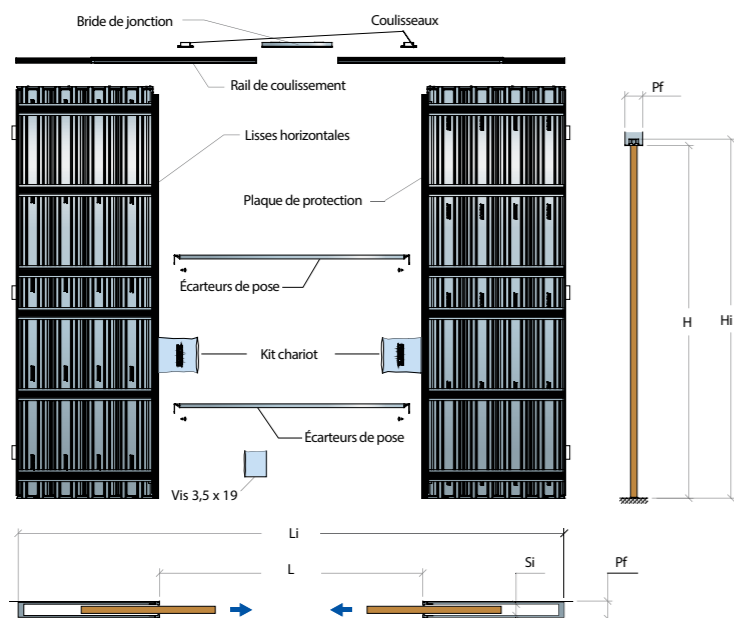 Bride de jonction
Coulisseaux
Rail de coulissement
Pf
Lisses horizontales
Plaque de protection
Écarteurs de pose
H
Hi
Kit chariot
Écarteurs de pose
Vis 3,5 x 19
Li
L
Si
Pf